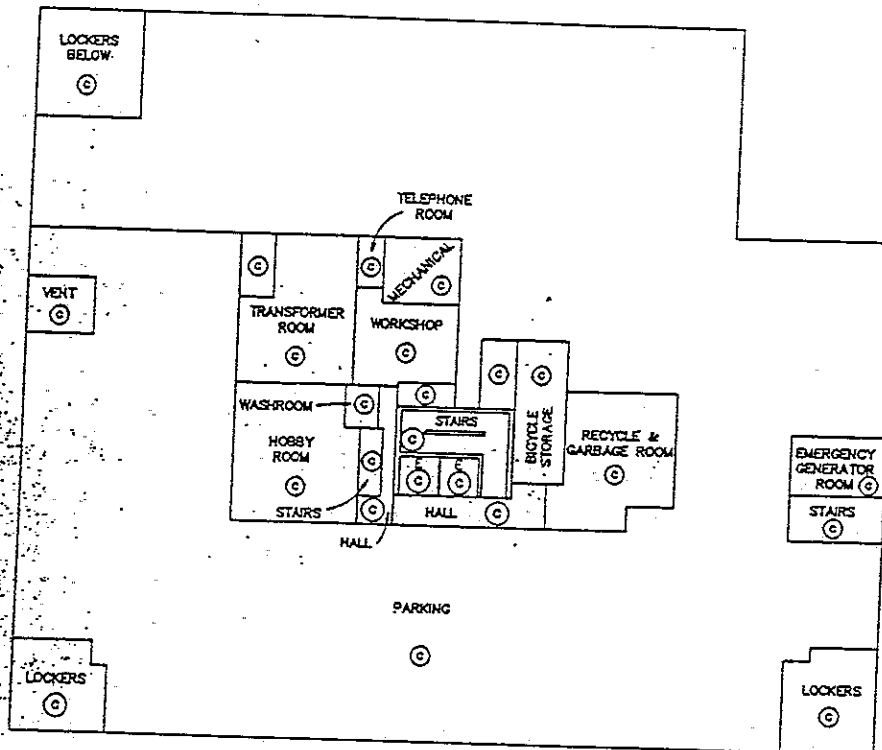 LOCKERS
BELOW
C
TELEPHONE
ROOM
C
C
MECHANICAL
C
VENT
C
TRANSFORMER
ROOM
C
WORKSHOP
C
C
C
C
WASHROOM
C
STAIRS
C
HOBBY
ROOM
C
C
E
C
E
C
BICYCLE
STORAGE
RECYCLE &
GARBAGE ROOM
C
EMERGENCY
GENERATOR
ROOM
C
STAIRS
C
HALL
C
HALL
C
STAIRS
C
PARKING
C
LOCKERS
C
LOCKERS
C